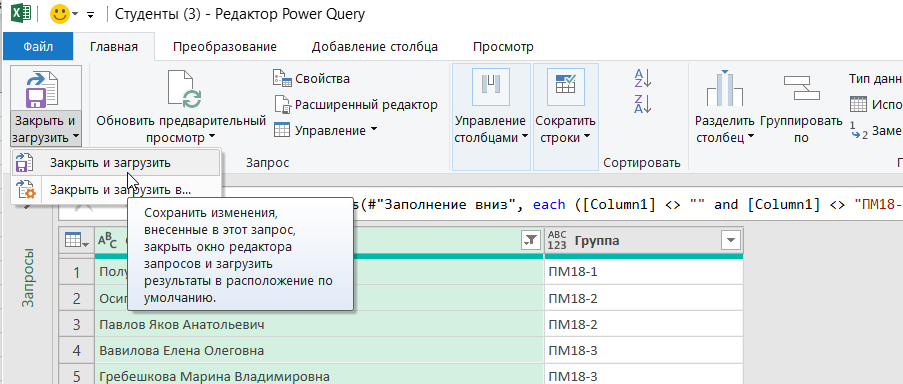 Студенты (3) - Редактор Power Query
Файл Главная Преобразование Добавление столбца Просмотр
Закрыть и
загрузить
Обновить предварительный
просмотр
Свойства
Расширенный редактор
Управление
Запрос
Управление
столбцами
Сократить
строки
Сортировать
Разделить
столбец
Группировать
по
Тип данн
Испо
Заме
Закрыть и загрузить
Закрыть и загрузить в...
Сохранить изменения,
внесенные в этот запрос,
закрыть окно редактора
запросов и загрузить
результаты в расположение по
умолчанию.
s(#"Заполнение вниз", each ([Column1] <> "" and [Column1] <> "ПМ18-
Запросы
ABC
ABC 123 Группа
1 Полу ПМ18-1
2 Осип ПМ18-2
3 Павлов Яков Анатольевич ПМ18-2
4 Вавилова Елена Олеговна ПМ18-3
5 Гребешкова Марина Владимировна ПМ18-3